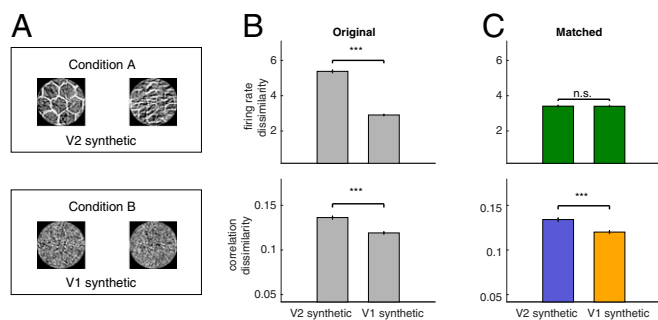 A
Condition A
V2 synthetic
Condition B
V1 synthetic
B
Original
firing rate
dissimilarity
6
4
2
***
correlation
dissimilarity
0.15
0.1
0.05
***
V2 synthetic V1 synthetic
C
Matched
6
4
2
n.s.
0.15
0.1
0.05
***
V2 synthetic V1 synthetic